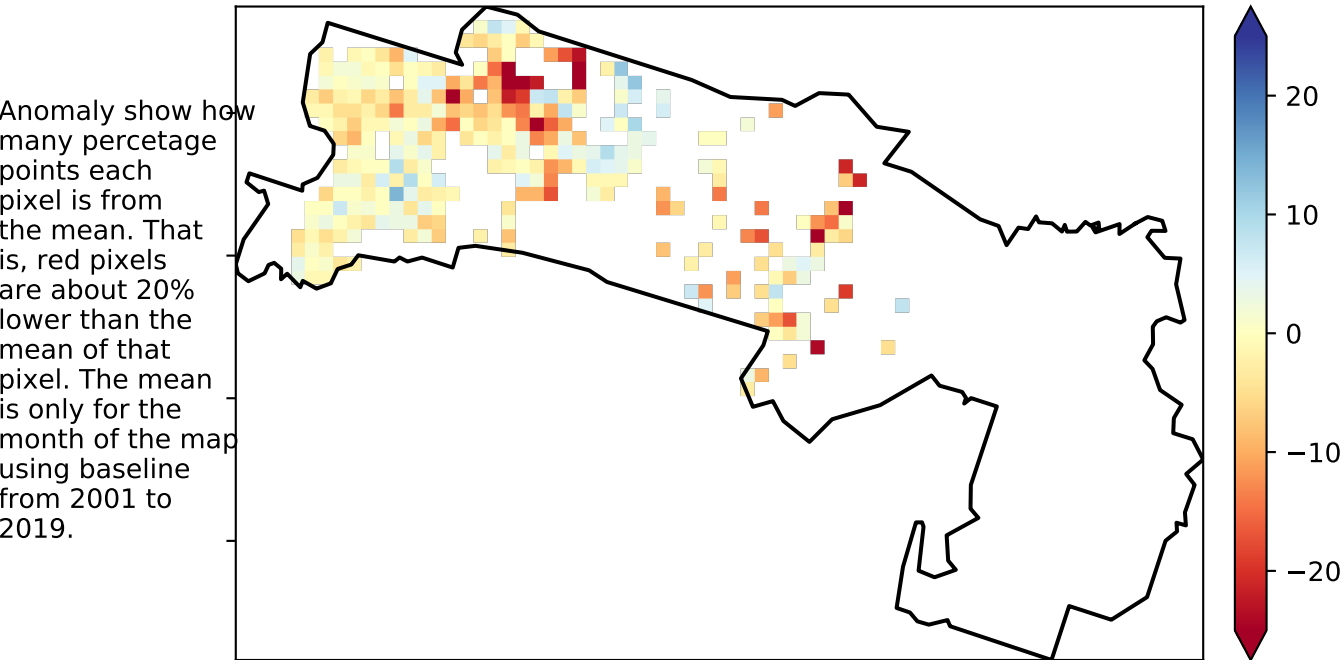 Anomaly show how
many percetage
points each
pixel is from
the mean. That
is, red pixels
are about 20%
lower than the
mean of that
pixel. The mean
is only for the
month of the map
using baseline
from 2001 to
2019.
20
10
0
−10
−20